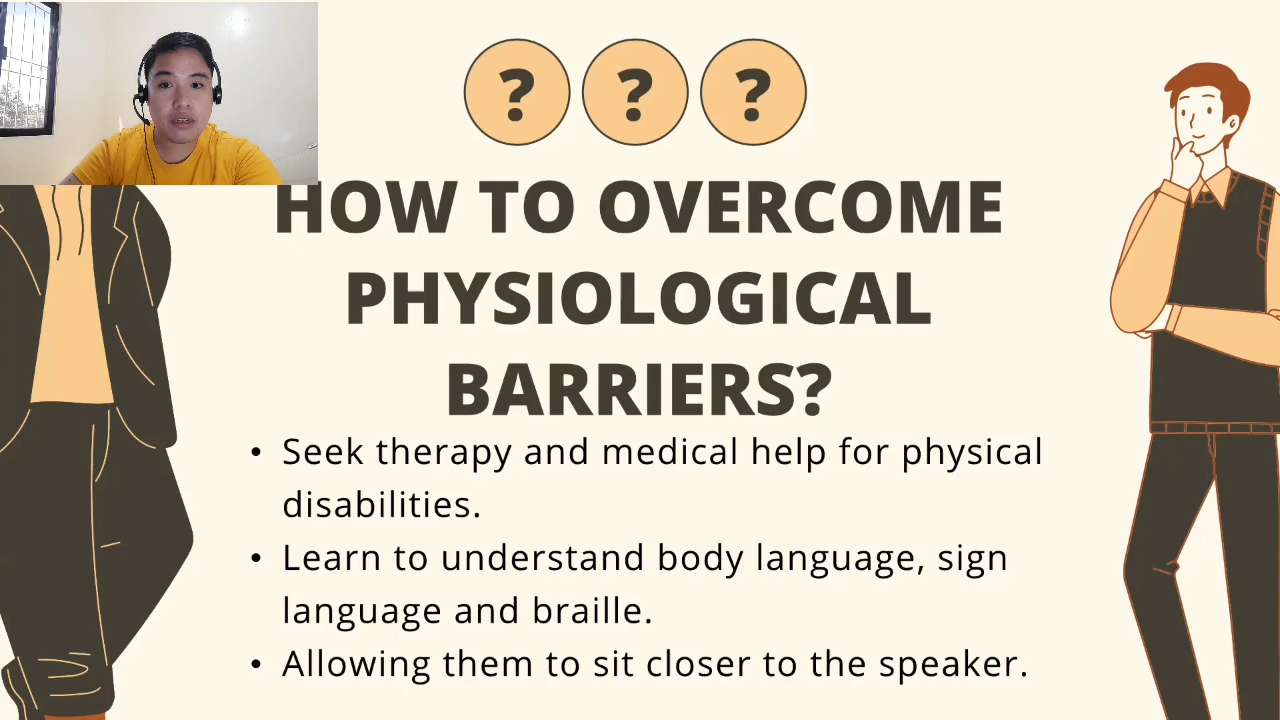 ? ? ?
HOW TO OVERCOME
PHYSIOLOGICAL
BARRIERS?
• Seek therapy and medical help for physical
disabilities.
• Learn to understand body language, sign
language and braille.
• Allowing them to sit closer to the speaker.